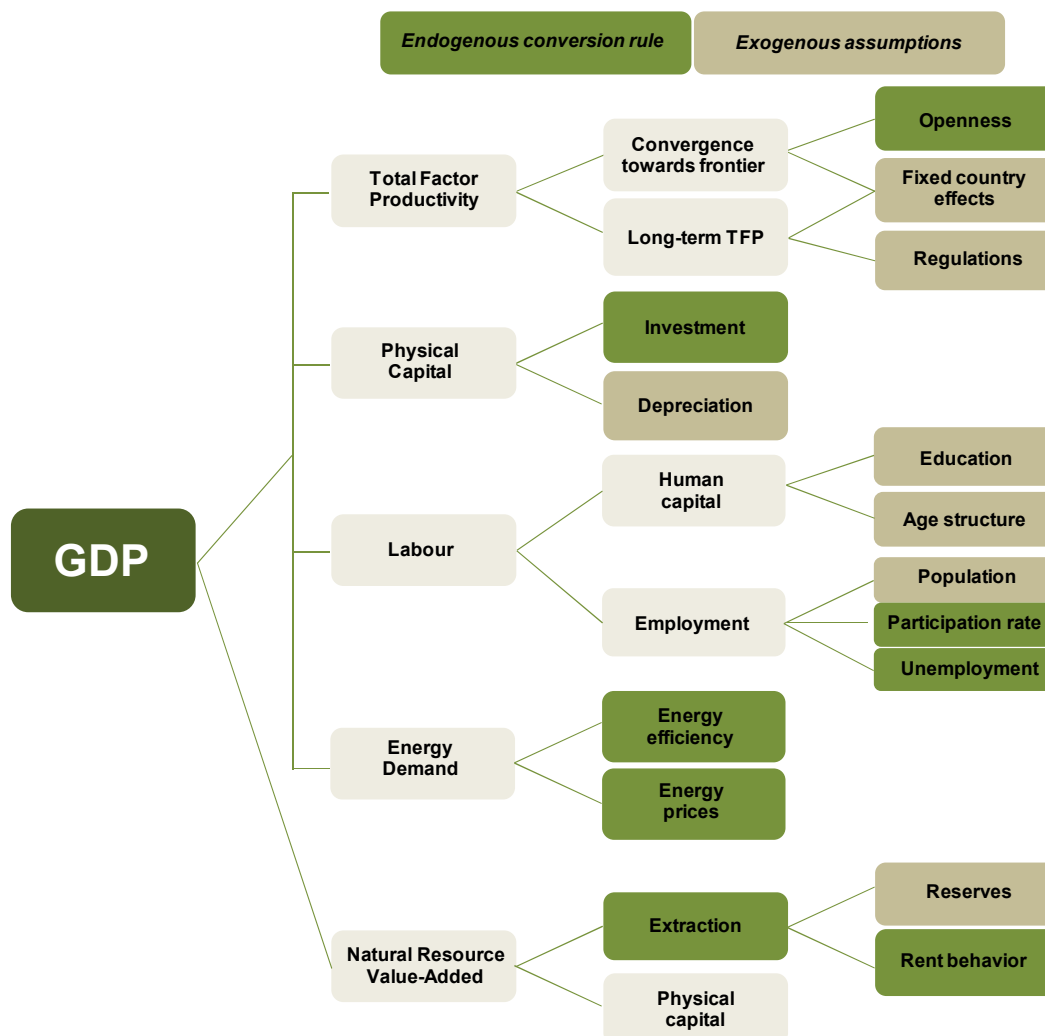 Endogenous conversion rule
Exogenous assumptions
Openness
Convergence
towards frontier
Total Factor
Productivity
Fixed country
effects
Long-term TFP
Regulations
Investment
Physical
Capital
Depreciation
Education
Human
capital
Age structure
GDP
Labour
Population
Employment
Participation rate
Unemployment
Energy
efficiency
Energy
Demand
Energy
prices
Reserves
Extraction
Natural Resource
Value-Added
Rent behavior
Physical
capital